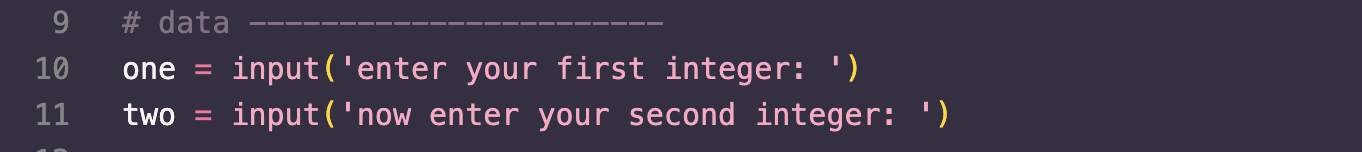 9 # data -----------------------
10 one = input('enter your first integer: ')
11 two = input('now enter your second integer: ')